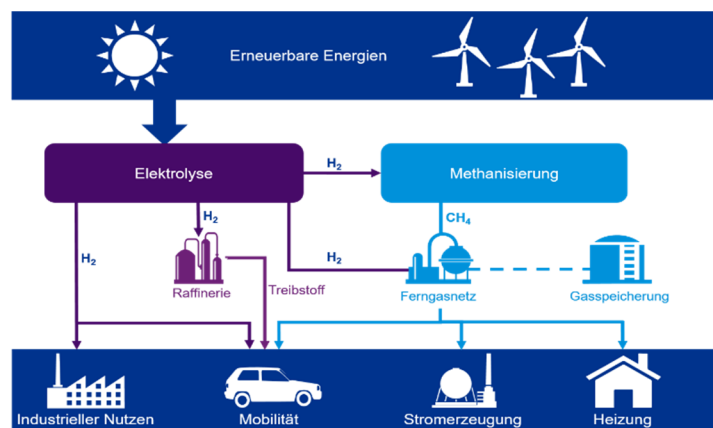 Erneuerbare Energien
Elektrolyse
H₂
Methanisierung
H₂
H₂
H₂
CH₄
Raffinerie
Treibstoff
Ferngasnetz
Gasspeicherung
Industrieller Nutzen
Mobilität
Stromerzeugung
Heizung